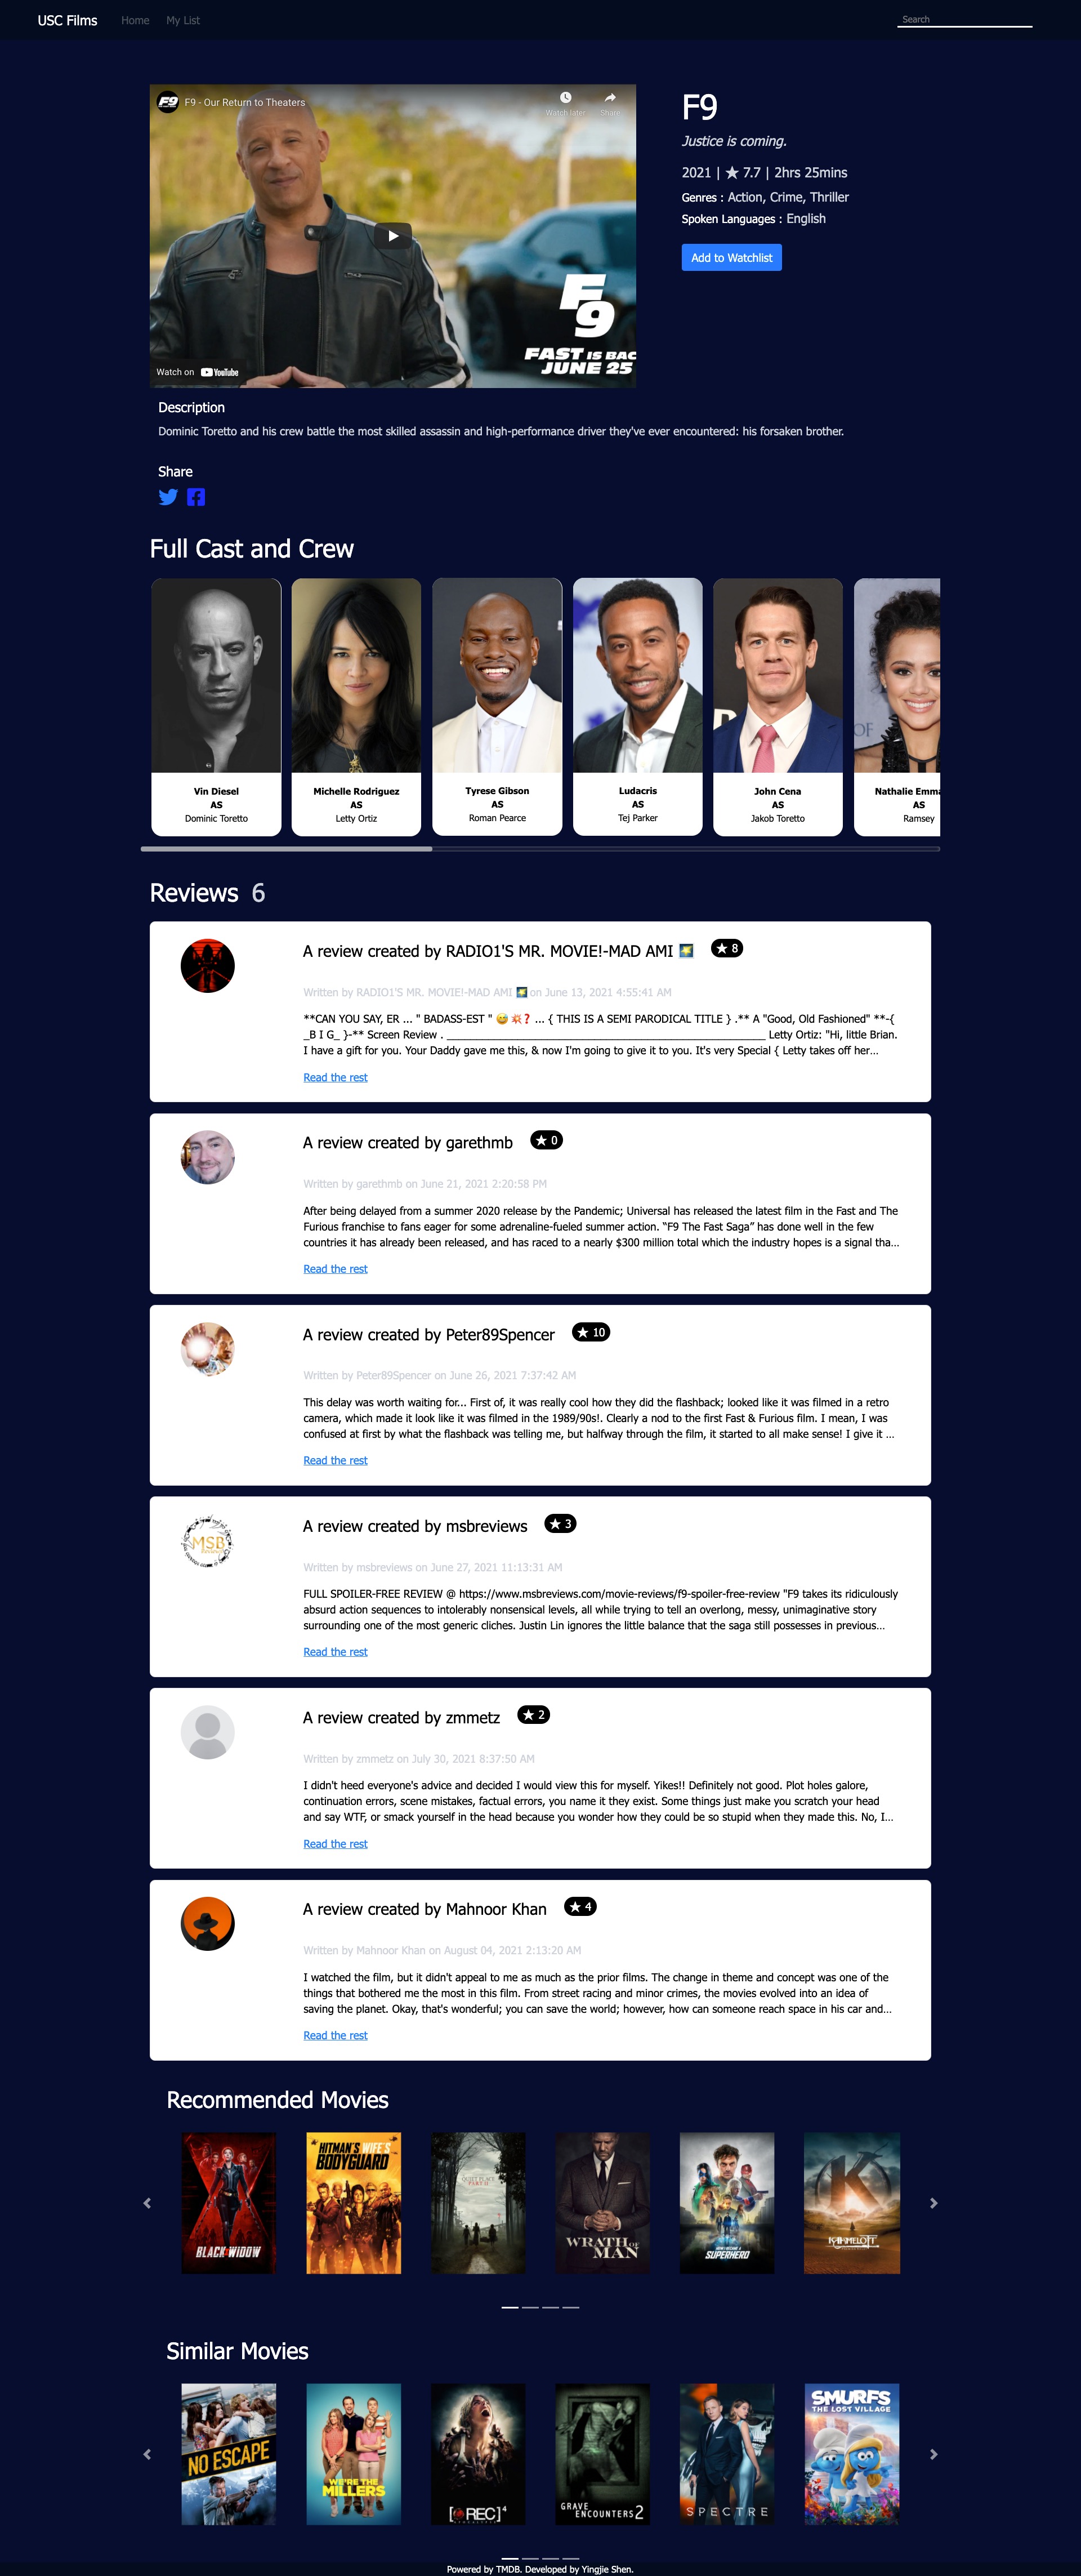 USC Films
Home
My List
Search
F9
F9 - Our Return to Theaters
Watch later
Share
F9
FAST IS BAC
JUNE 25
Watch on YouTube
F9
Justice is coming.
2021 | ★ 7.7 | 2hrs 25mins
Genres : Action, Crime, Thriller
Spoken Languages : English
Add to Watchlist
Description
Dominic Toretto and his crew battle the most skilled assassin and high-performance driver they've ever encountered: his forsaken brother.
Share
Full Cast and Crew
Vin Diesel
AS
Dominic Toretto
Michelle Rodriguez
AS
Letty Ortiz
Tyrese Gibson
AS
Roman Pearce
Ludacris
AS
Tej Parker
John Cena
AS
Jakob Toretto
Nathalie Emma
AS
Ramsey
Reviews 6
A review created by RADIO1'S MR. MOVIE!-MAD AMI 🌠 ★ 8
Written by RADIO1'S MR. MOVIE!-MAD AMI 🌠 on June 13, 2021 4:55:41 AM
**CAN YOU SAY, ER ... " BADASS-EST " 😅 💥❓ ... { THIS IS A SEMI PARODICAL TITLE } .** A "Good, Old Fashioned" **-{
_B I G_ }-** Screen Review . ____________________________________________________________ Letty Ortiz: "Hi, little Brian.
I have a gift for you. Your Daddy gave me this, & now I'm going to give it to you. It's very Special { Letty takes off her...
Read the rest
A review created by garethmb ★ 0
Written by garethmb on June 21, 2021 2:20:58 PM
After being delayed from a summer 2020 release by the Pandemic; Universal has released the latest film in the Fast and The
Furious franchise to fans eager for some adrenaline-fueled summer action. “F9 The Fast Saga” has done well in the few
countries it has already been released, and has raced to a nearly $300 million total which the industry hopes is a signal tha...
Read the rest
A review created by Peter89Spencer ★ 10
Written by Peter89Spencer on June 26, 2021 7:37:42 AM
This delay was worth waiting for... First of, it was really cool how they did the flashback; looked like it was filmed in a retro
camera, which made it look like it was filmed in the 1989/90s!. Clearly a nod to the first Fast & Furious film. I mean, I was
confused at first by what the flashback was telling me, but halfway through the film, it started to all make sense! I give it ...
Read the rest
MSB
A review created by msbreviews ★ 3
Written by msbreviews on June 27, 2021 11:13:31 AM
FULL SPOILER-FREE REVIEW @ https://www.msbreviews.com/movie-reviews/f9-spoiler-free-review "F9 takes its ridiculously
absurd action sequences to intolerably nonsensical levels, all while trying to tell an overlong, messy, unimaginative story
surrounding one of the most generic cliches. Justin Lin ignores the little balance that the saga still possesses in previous...
Read the rest
A review created by zmmetz ★ 2
Written by zmmetz on July 30, 2021 8:37:50 AM
I didn't heed everyone's advice and decided I would view this for myself. Yikes!! Definitely not good. Plot holes galore,
continuation errors, scene mistakes, factual errors, you name it they exist. Some things just make you scratch your head
and say WTF, or smack yourself in the head because you wonder how they could be so stupid when they made this. No, I...
Read the rest
A review created by Mahnoor Khan ★ 4
Written by Mahnoor Khan on August 04, 2021 2:13:20 AM
I watched the film, but it didn't appeal to me as much as the prior films. The change in theme and concept was one of the
things that bothered me the most in this film. From street racing and minor crimes, the movies evolved into an idea of
saving the planet. Okay, that's wonderful; you can save the world; however, how can someone reach space in his car and...
Read the rest
Recommended Movies
BLACK WIDOW
HITMAN'S WIFE'S
BODYGUARD
QUIET PLACE
PART II
WRATH OF
MAN
SUPERHERO
KAAMELOTT
Similar Movies
NO ESCAPE
WE'RE THE
MILLERS
[REC]4
GRAVE
ENCOUNTERS 2
SPECTRE
SMURFS
THE LOST VILLAGE
Powered by TMDB. Developed by Yingjie Shen.